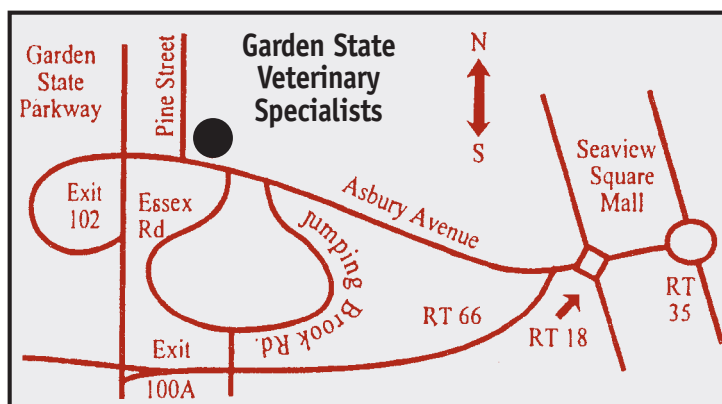 Garden
State
Parkway
Pine Street
Garden State
Veterinary
Specialists
N
S
Seaview
Square
Mall
Exit
102
Essex
Rd
Asbury Avenue
Jumping Brook Rd.
RT 66
RT 18
RT
35
Exit
100A